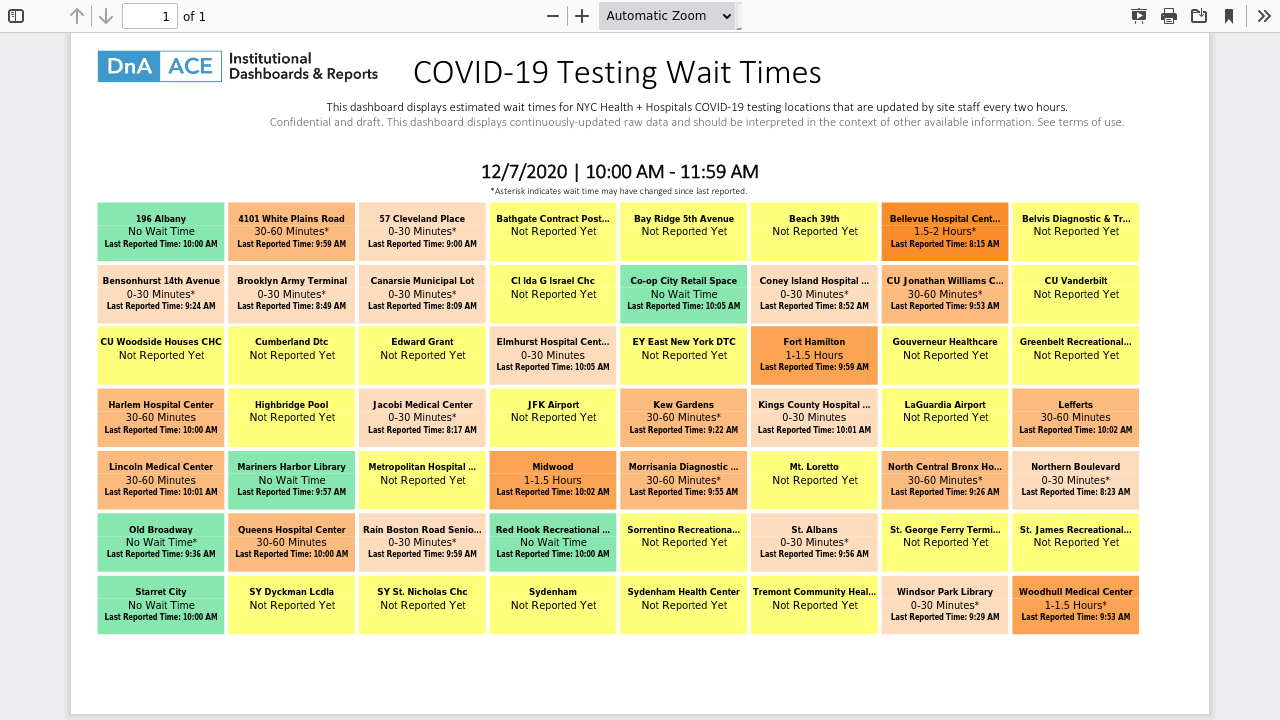 1 of 1 Automatic Zoom
DnA ACE Institutional Dashboards & Reports
COVID-19 Testing Wait Times
This dashboard displays estimated wait times for NYC Health + Hospitals COVID-19 testing locations that are updated by site staff every two hours.
Confidential and draft. This dashboard displays continuously-updated raw data and should be interpreted in the context of other available information. See terms of use.
12/7/2020 | 10:00 AM - 11:59 AM
*Asterisk indicates wait time may have changed since last reported.
196 Albany
No Wait Time
Last Reported Time: 10:00 AM
4101 White Plains Road
30-60 Minutes*
Last Reported Time: 9:59 AM
57 Cleveland Place
0-30 Minutes*
Last Reported Time: 9:00 AM
Bathgate Contract Post...
Not Reported Yet
Bay Ridge 5th Avenue
Not Reported Yet
Beach 39th
Not Reported Yet
Bellevue Hospital Cent...
1.5-2 Hours*
Last Reported Time: 8:15 AM
Belvis Diagnostic & Tr...
Not Reported Yet
Bensonhurst 14th Avenue
0-30 Minutes*
Last Reported Time: 9:24 AM
Brooklyn Army Terminal
0-30 Minutes*
Last Reported Time: 8:49 AM
Canarsie Municipal Lot
0-30 Minutes*
Last Reported Time: 8:09 AM
Cl Ida G Israel Chc
Not Reported Yet
Co-op City Retail Space
No Wait Time
Last Reported Time: 10:05 AM
Coney Island Hospital ...
0-30 Minutes*
Last Reported Time: 8:52 AM
CU Jonathan Williams C...
30-60 Minutes*
Last Reported Time: 9:53 AM
CU Vanderbilt
Not Reported Yet
CU Woodside Houses CHC
Not Reported Yet
Cumberland Dtc
Not Reported Yet
Edward Grant
Not Reported Yet
Elmhurst Hospital Cent...
0-30 Minutes
Last Reported Time: 10:05 AM
EY East New York DTC
Not Reported Yet
Fort Hamilton
1-1.5 Hours
Last Reported Time: 9:59 AM
Gouverneur Healthcare
Not Reported Yet
Greenbelt Recreational...
Not Reported Yet
Harlem Hospital Center
30-60 Minutes
Last Reported Time: 10:00 AM
Highbridge Pool
Not Reported Yet
Jacobi Medical Center
0-30 Minutes*
Last Reported Time: 8:17 AM
JFK Airport
Not Reported Yet
Kew Gardens
30-60 Minutes*
Last Reported Time: 9:22 AM
Kings County Hospital ...
0-30 Minutes
Last Reported Time: 10:01 AM
LaGuardia Airport
Not Reported Yet
Lefferts
30-60 Minutes
Last Reported Time: 10:02 AM
Lincoln Medical Center
30-60 Minutes
Last Reported Time: 10:01 AM
Mariners Harbor Library
No Wait Time
Last Reported Time: 9:57 AM
Metropolitan Hospital ...
Not Reported Yet
Midwood
1-1.5 Hours
Last Reported Time: 10:02 AM
Morrisania Diagnostic ...
30-60 Minutes*
Last Reported Time: 9:55 AM
Mt. Loretto
Not Reported Yet
North Central Bronx Ho...
30-60 Minutes*
Last Reported Time: 9:26 AM
Northern Boulevard
0-30 Minutes*
Last Reported Time: 8:23 AM
Old Broadway
No Wait Time*
Last Reported Time: 9:36 AM
Queens Hospital Center
30-60 Minutes
Last Reported Time: 10:00 AM
Rain Boston Road Senio...
0-30 Minutes*
Last Reported Time: 9:59 AM
Red Hook Recreational ...
No Wait Time
Last Reported Time: 10:00 AM
Sorrentino Recreationa...
Not Reported Yet
St. Albans
0-30 Minutes*
Last Reported Time: 9:56 AM
St. George Ferry Termi...
Not Reported Yet
St. James Recreational...
Not Reported Yet
Starret City
No Wait Time
Last Reported Time: 10:00 AM
SY Dyckman Lcdla
Not Reported Yet
SY St. Nicholas Chc
Not Reported Yet
Sydenham
Not Reported Yet
Sydenham Health Center
Not Reported Yet
Tremont Community Heal...
Not Reported Yet
Windsor Park Library
0-30 Minutes*
Last Reported Time: 9:29 AM
Woodhull Medical Center
1-1.5 Hours*
Last Reported Time: 9:53 AM